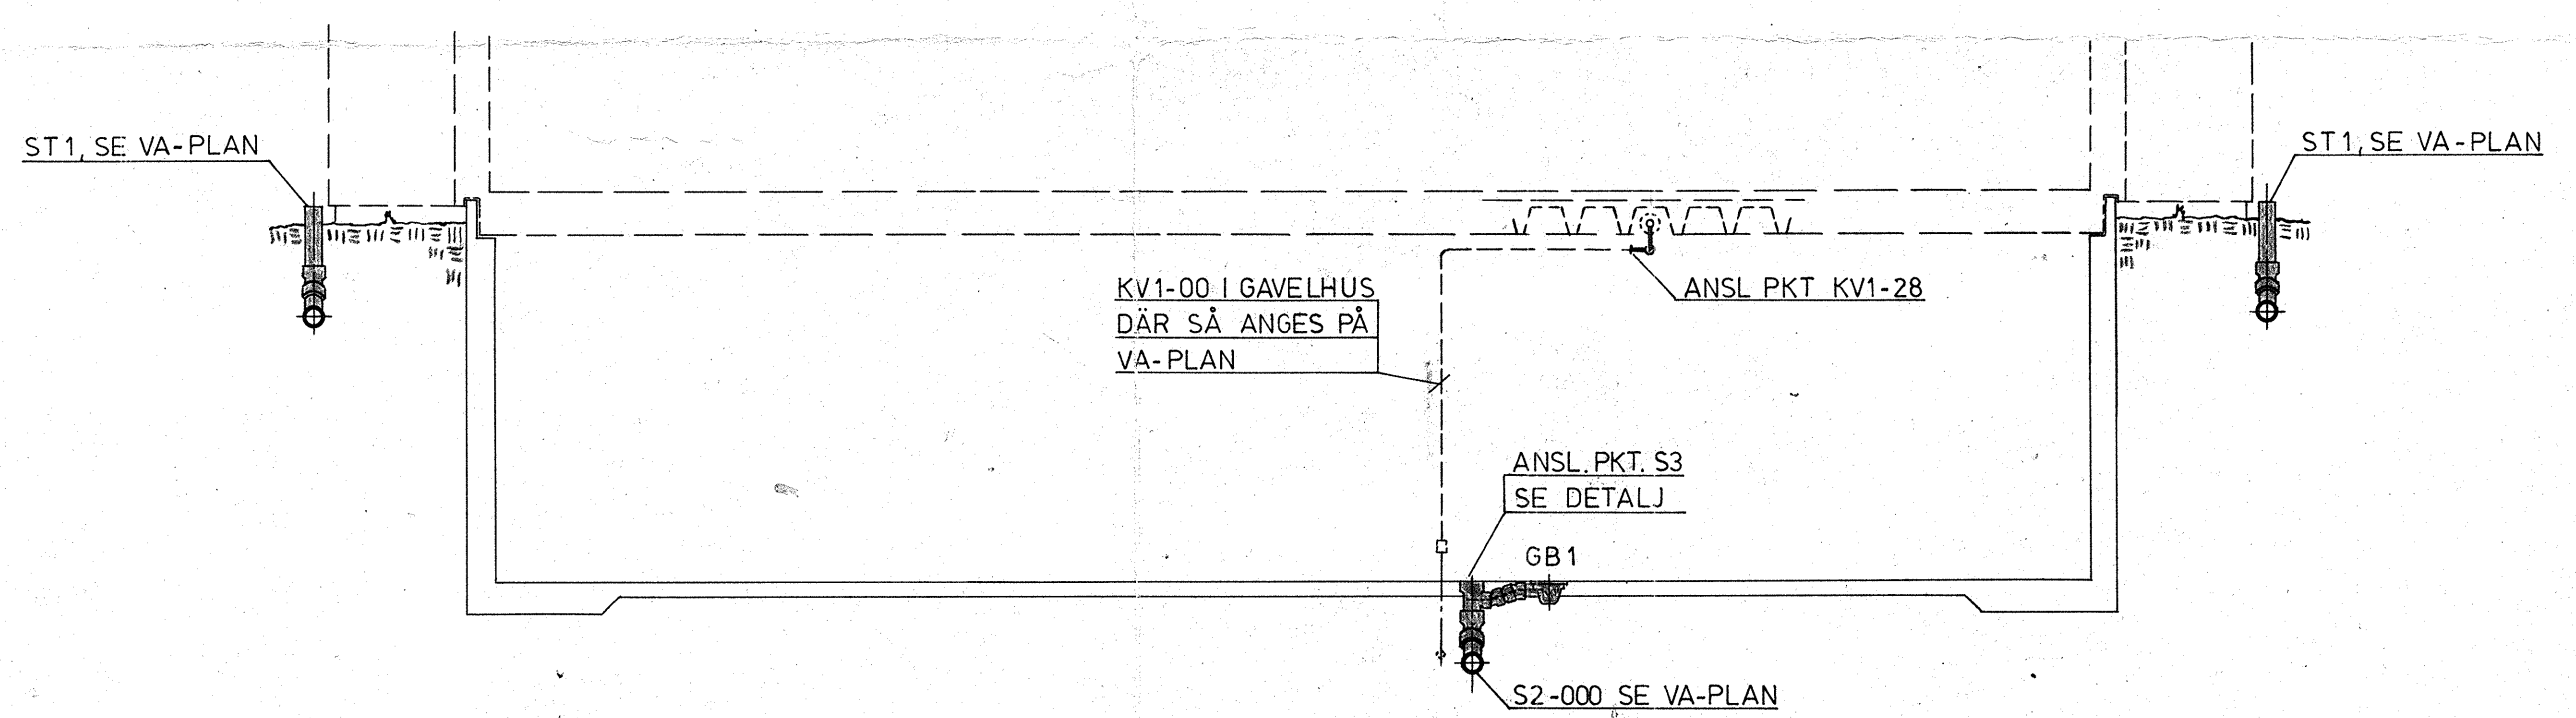 ST1, SE VA-PLAN
ST1, SE VA-PLAN
KV1-00 I GAVELHUS
DÄR SÅ ANGES PÅ
VA-PLAN
ANSL PKT KV1-28
ANSL. PKT. S3
SE DETALJ
GB1
S2-000 SE VA-PLAN